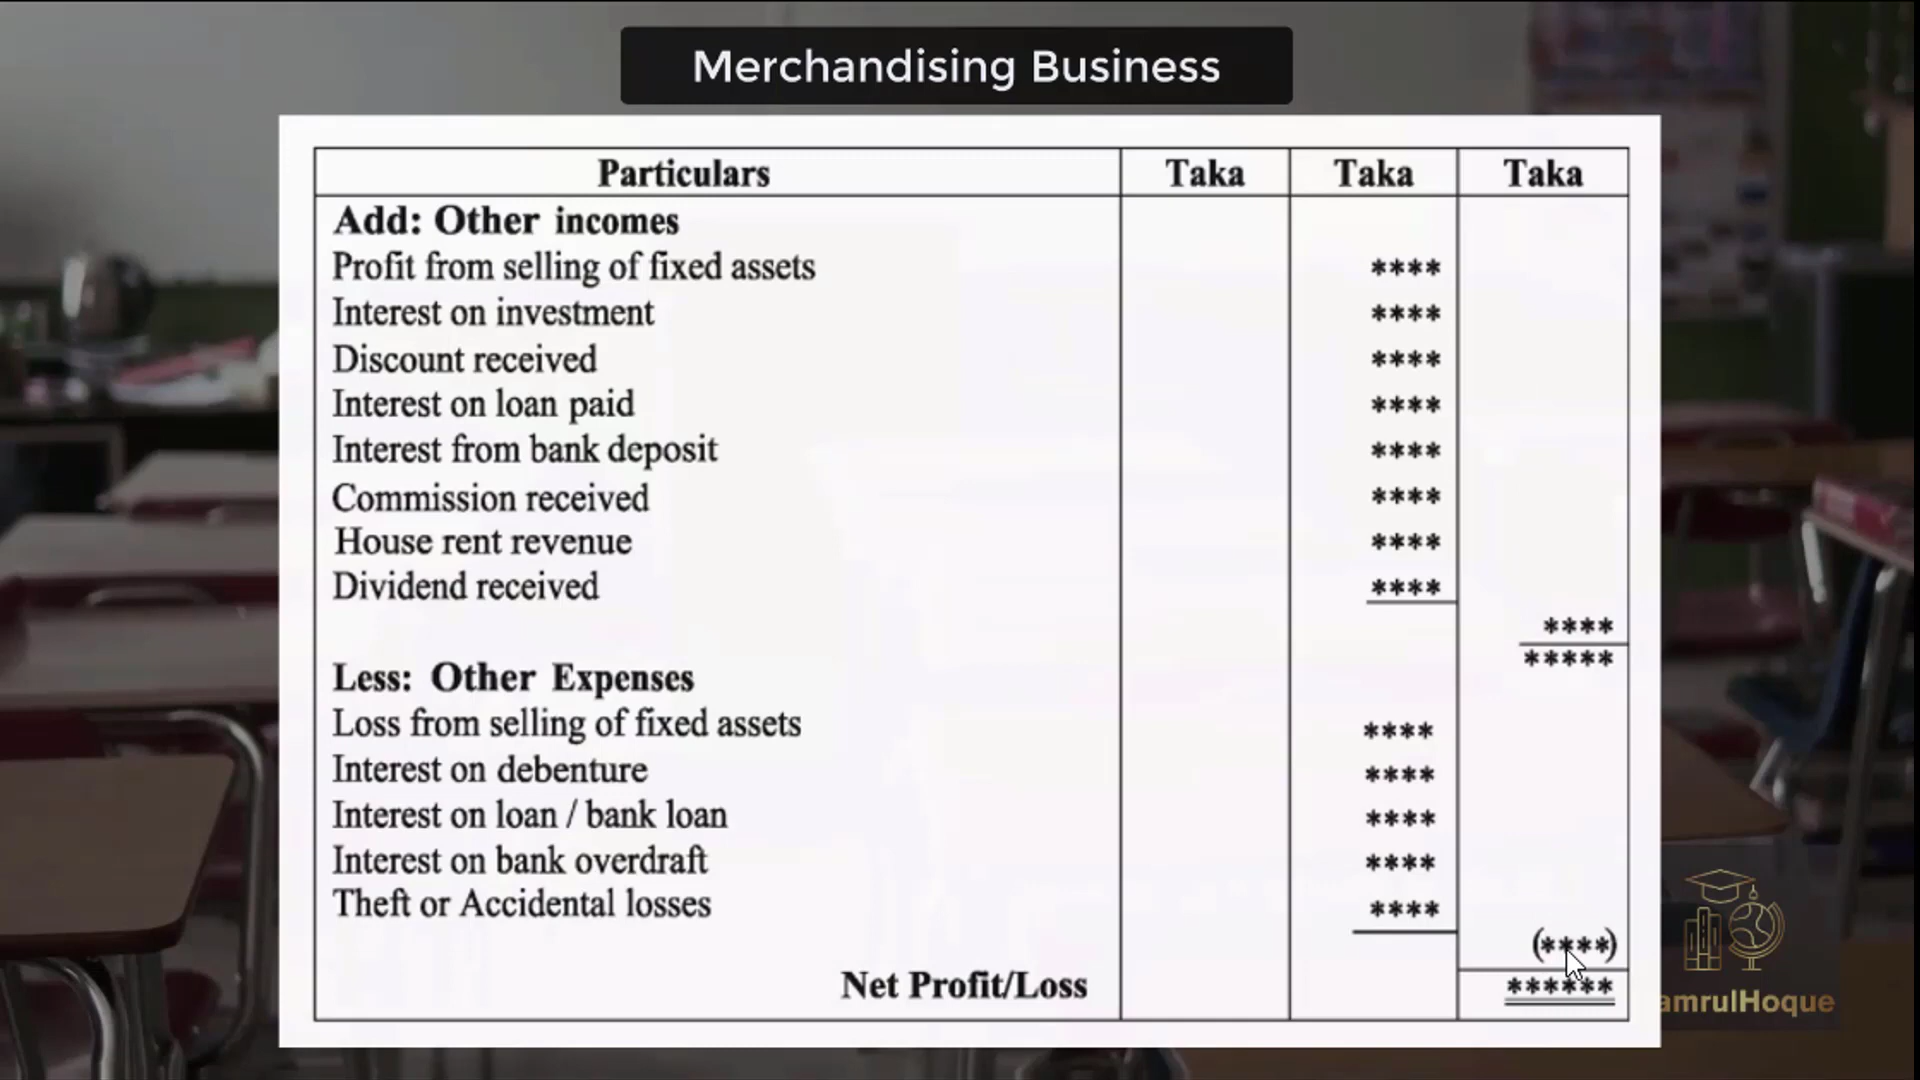 Merchandising Business
Particulars Taka Taka Taka
Add: Other incomes
Profit from selling of fixed assets ****
Interest on investment ****
Discount received ****
Interest on loan paid ****
Interest from bank deposit ****
Commission received ****
House rent revenue ****
Dividend received ****
****
*****
Less: Other Expenses
Loss from selling of fixed assets ****
Interest on debenture ****
Interest on loan / bank loan ****
Interest on bank overdraft ****
Theft or Accidental losses ****
(****)
Net Profit/Loss ******
amrulHoque